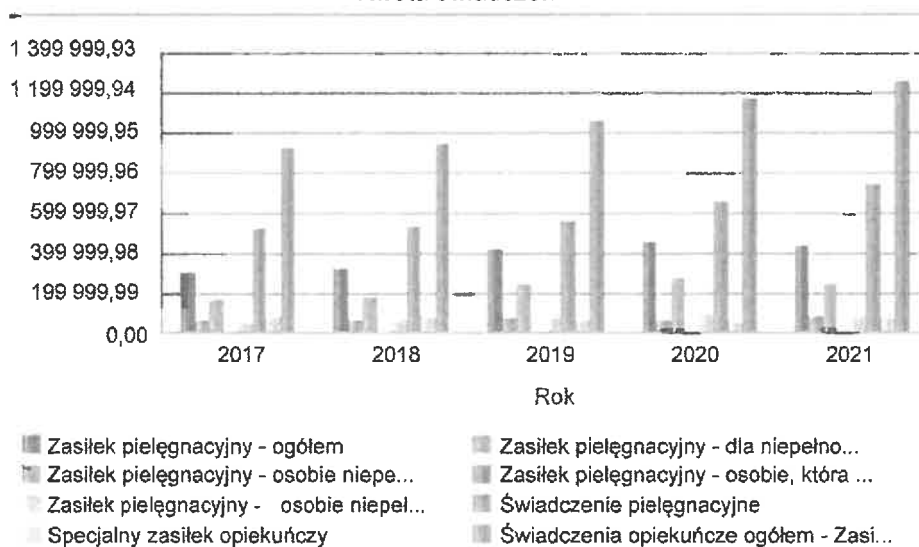 1 399 999,93
1 199 999,94
999 999,95
799 999,96
599 999,97
399 999,98
199 999,99
0,00
2017 2018 2019 2020 2021
Rok
Zasiłek pielęgnacyjny - ogółem
Zasiłek pielęgnacyjny - dla niepełno...
Zasiłek pielęgnacyjny - osobie niepe...
Zasiłek pielęgnacyjny - osobie, która ...
Zasiłek pielęgnacyjny - osobie niepeł...
Świadczenie pielęgnacyjne
Specjalny zasiłek opiekuńczy
Świadczenia opiekuńcze ogółem - Zasi...